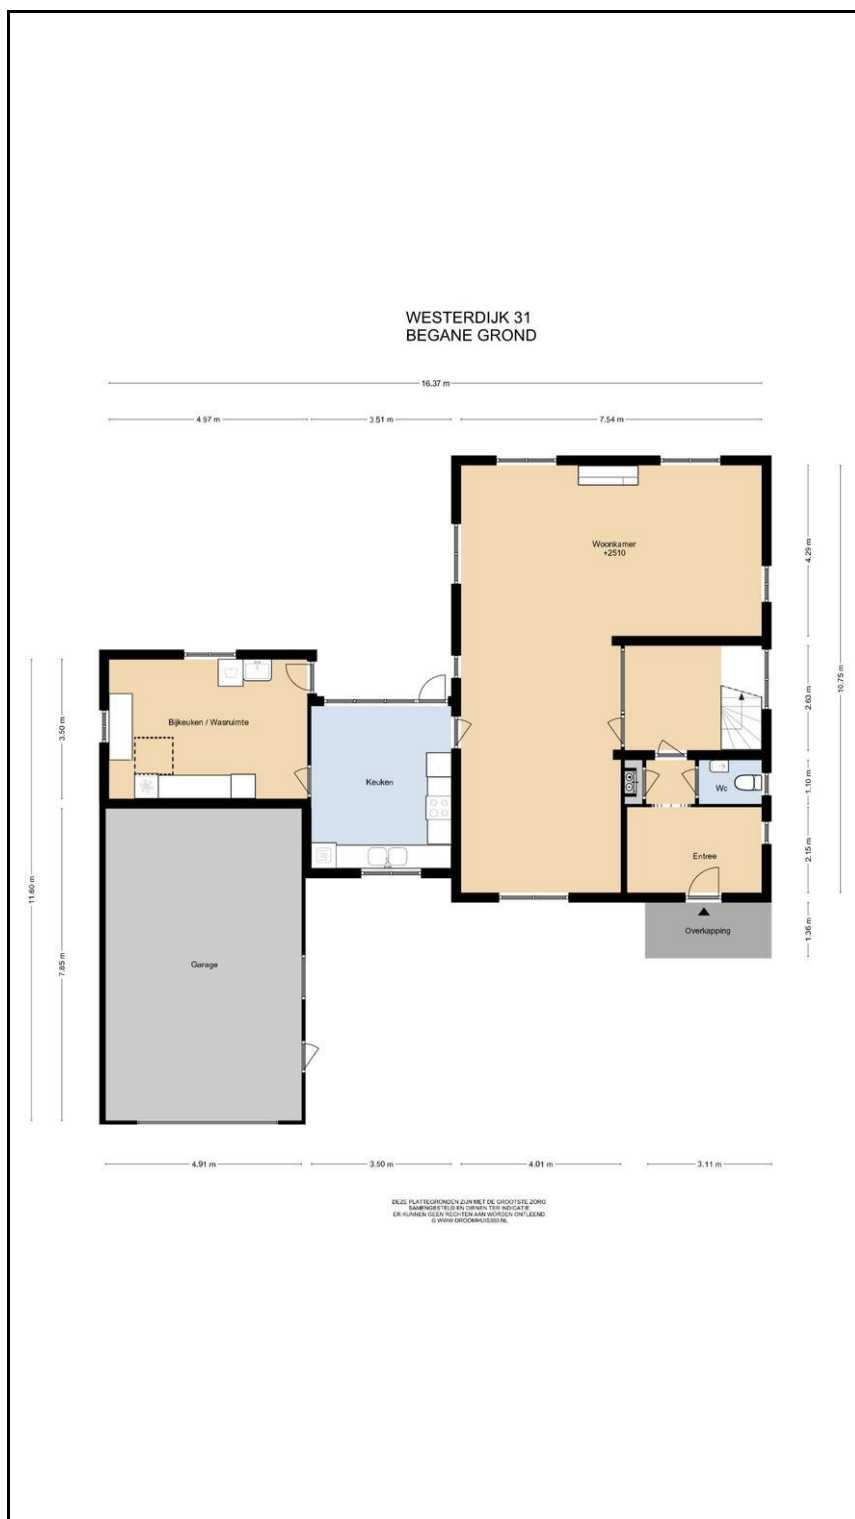 WESTERDIJK 31
BEGANE GROND
16.37 m
4.97 m
3.51 m
7.54 m
Woonkamer
+2510
4.29 m
10.75 m
2.63 m
3.50 m
Bijkeuken / Wasruimte
Keuken
Wc
1.10 m
Entree
2.15 m
11.60 m
Overkapping
1.36 m
Garage
7.85 m
4.91 m
3.50 m
4.01 m
3.11 m
DEZE PLATTEGRONDEN ZIJN MET DE GROOTSTE ZORG
SAMENGESTELD EN DIENEN TER INDICATIE.
ER KUNNEN GEEN RECHTEN AAN WORDEN ONTLEEND.
© WWW.DROOMHUIS360.NL